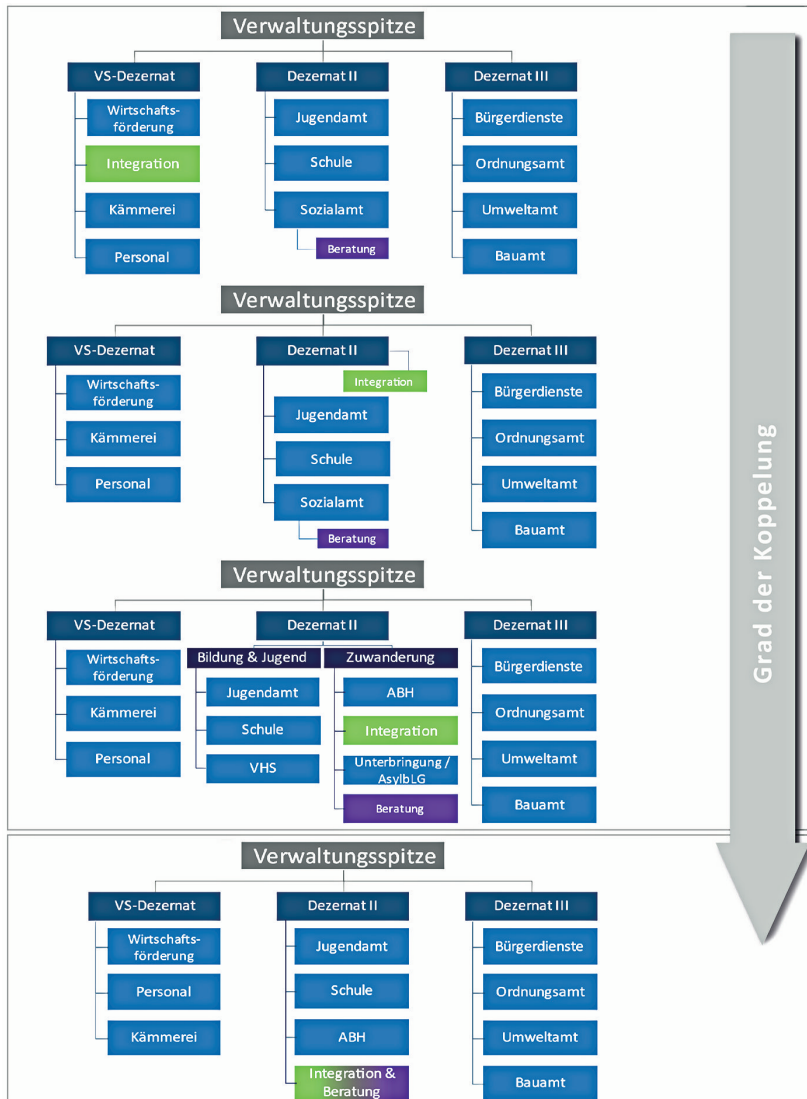 Verwaltungsspitze
VS-Dezernat
Wirtschafts-
förderung
Integration
Kämmerei
Personal
Dezernat II
Jugendamt
Schule
Sozialamt
Beratung
Dezernat III
Bürgerdienste
Ordnungsamt
Umweltamt
Bauamt
Verwaltungsspitze
VS-Dezernat
Wirtschafts-
förderung
Kämmerei
Personal
Dezernat II
Integration
Jugendamt
Schule
Sozialamt
Beratung
Dezernat III
Bürgerdienste
Ordnungsamt
Umweltamt
Bauamt
Verwaltungsspitze
VS-Dezernat
Wirtschafts-
förderung
Kämmerei
Personal
Dezernat II
Bildung & Jugend
Jugendamt
Schule
VHS
Zuwanderung
ABH
Integration
Unterbringung /
AsylbLG
Beratung
Dezernat III
Bürgerdienste
Ordnungsamt
Umweltamt
Bauamt
Verwaltungsspitze
VS-Dezernat
Wirtschafts-
förderung
Personal
Kämmerei
Dezernat II
Jugendamt
Schule
ABH
Integration &
Beratung
Dezernat III
Bürgerdienste
Ordnungsamt
Umweltamt
Bauamt
Grad der Koppelung